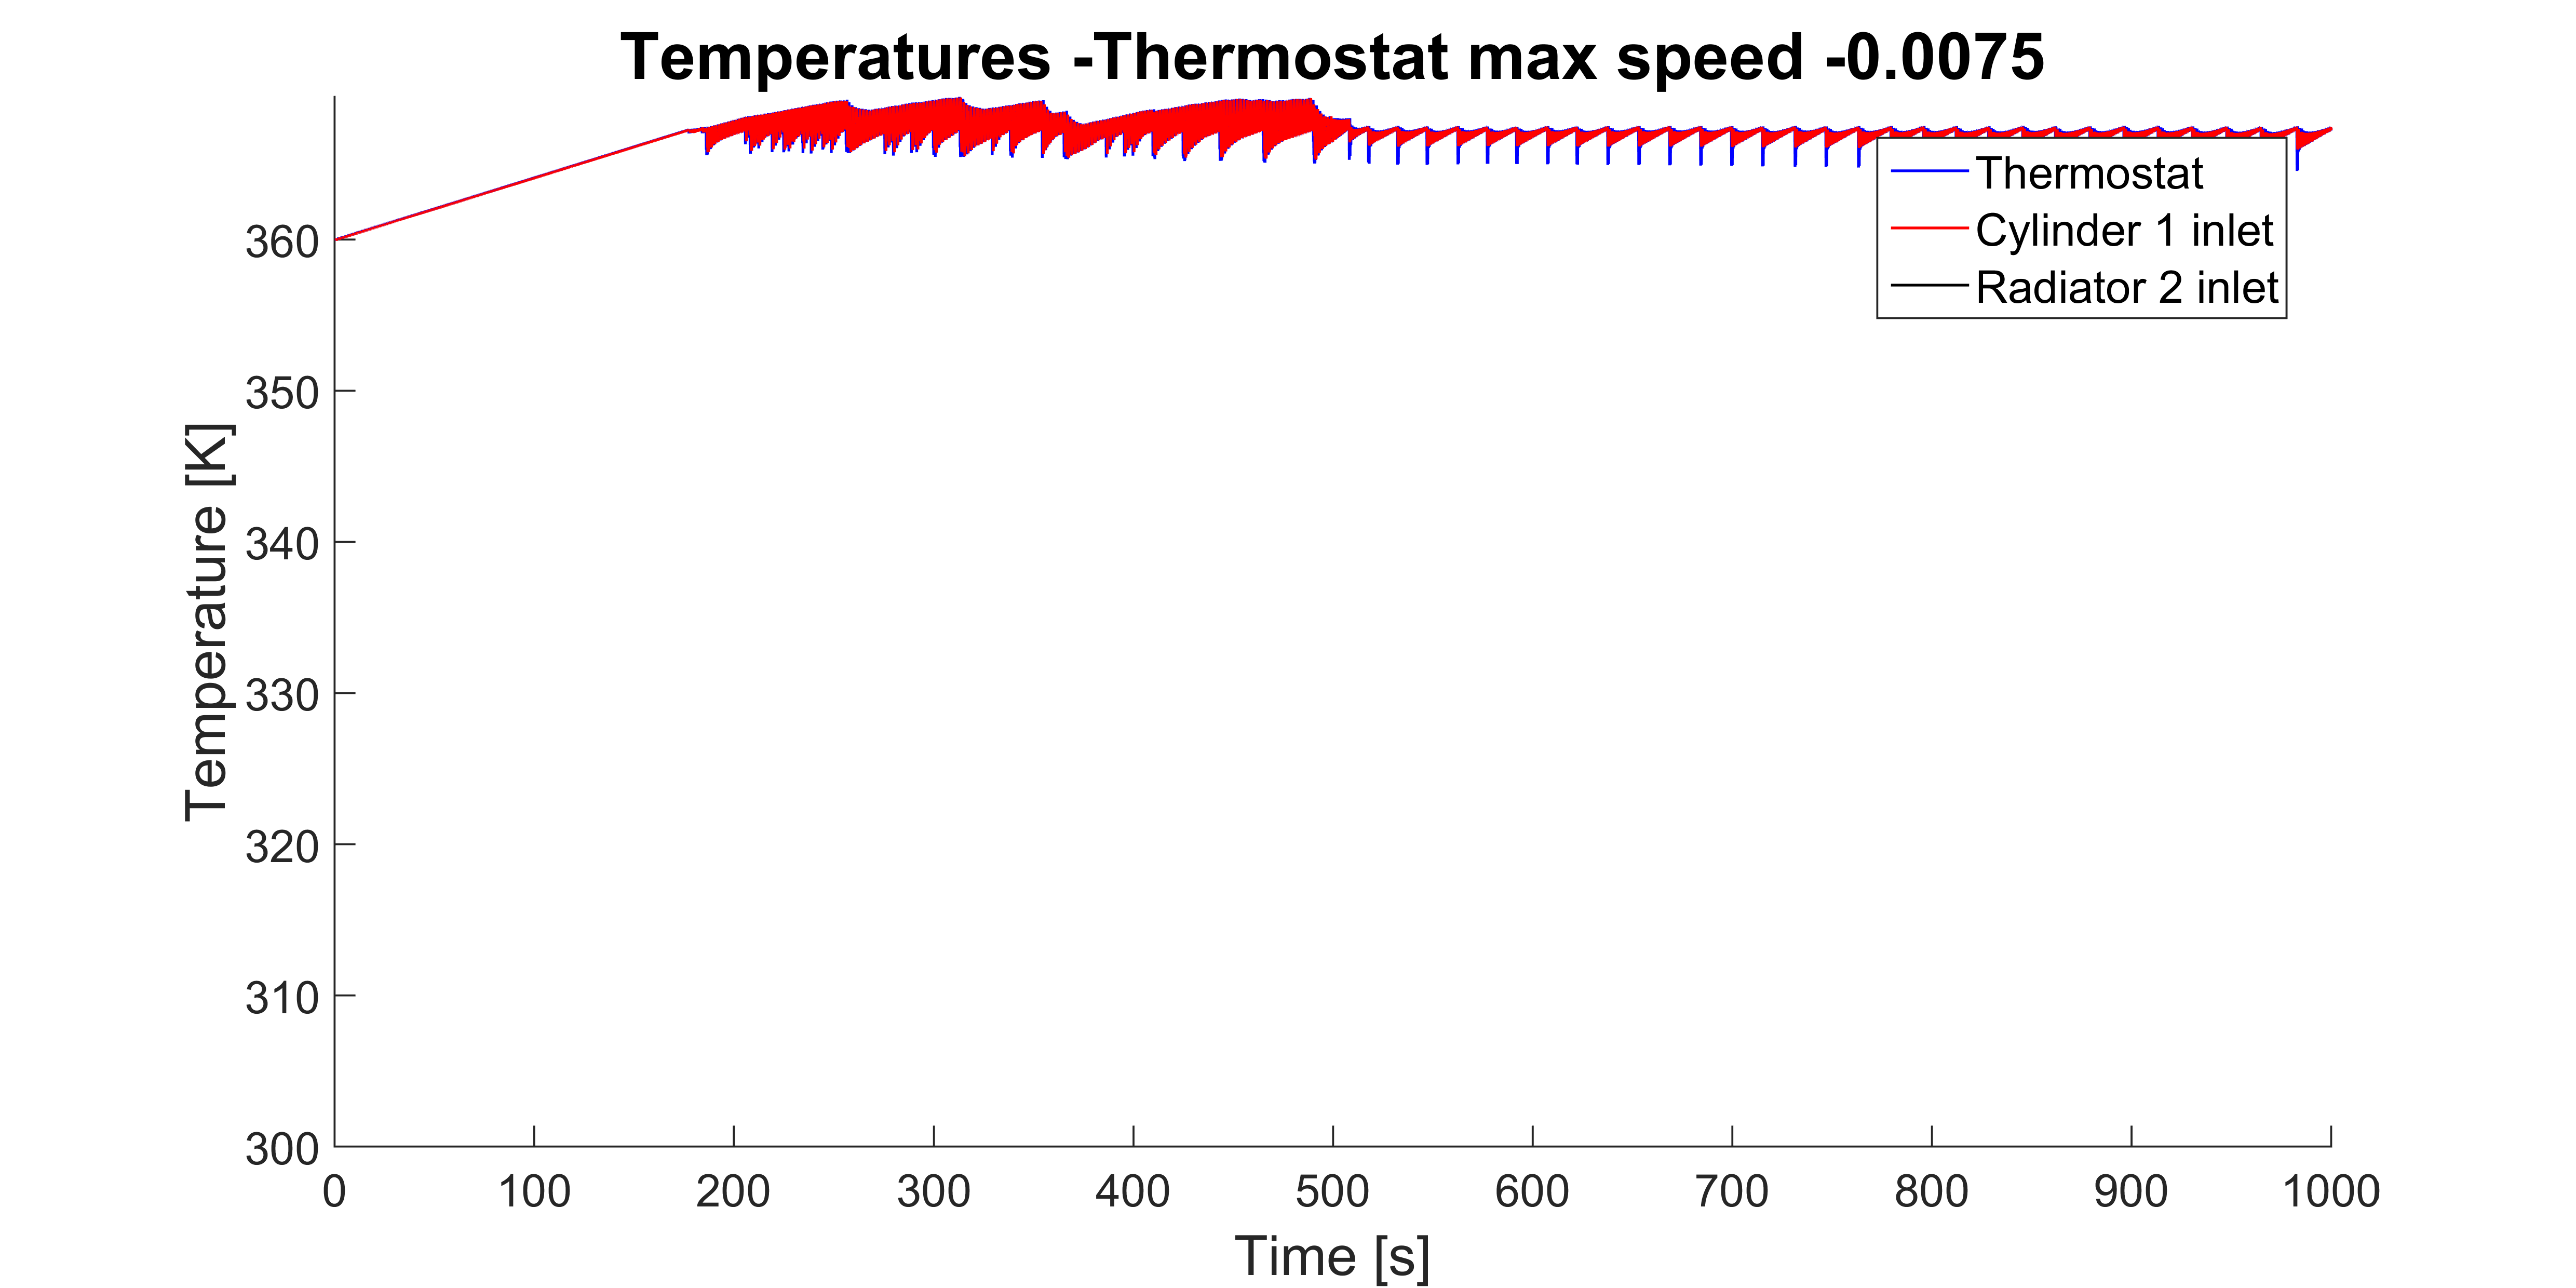 Temperatures -Thermostat max speed -0.0075
Temperature [K]
360
350
340
330
320
310
300
0 100 200 300 400 500 600 700 800 900 1000
Time [s]
Thermostat
Cylinder 1 inlet
Radiator 2 inlet